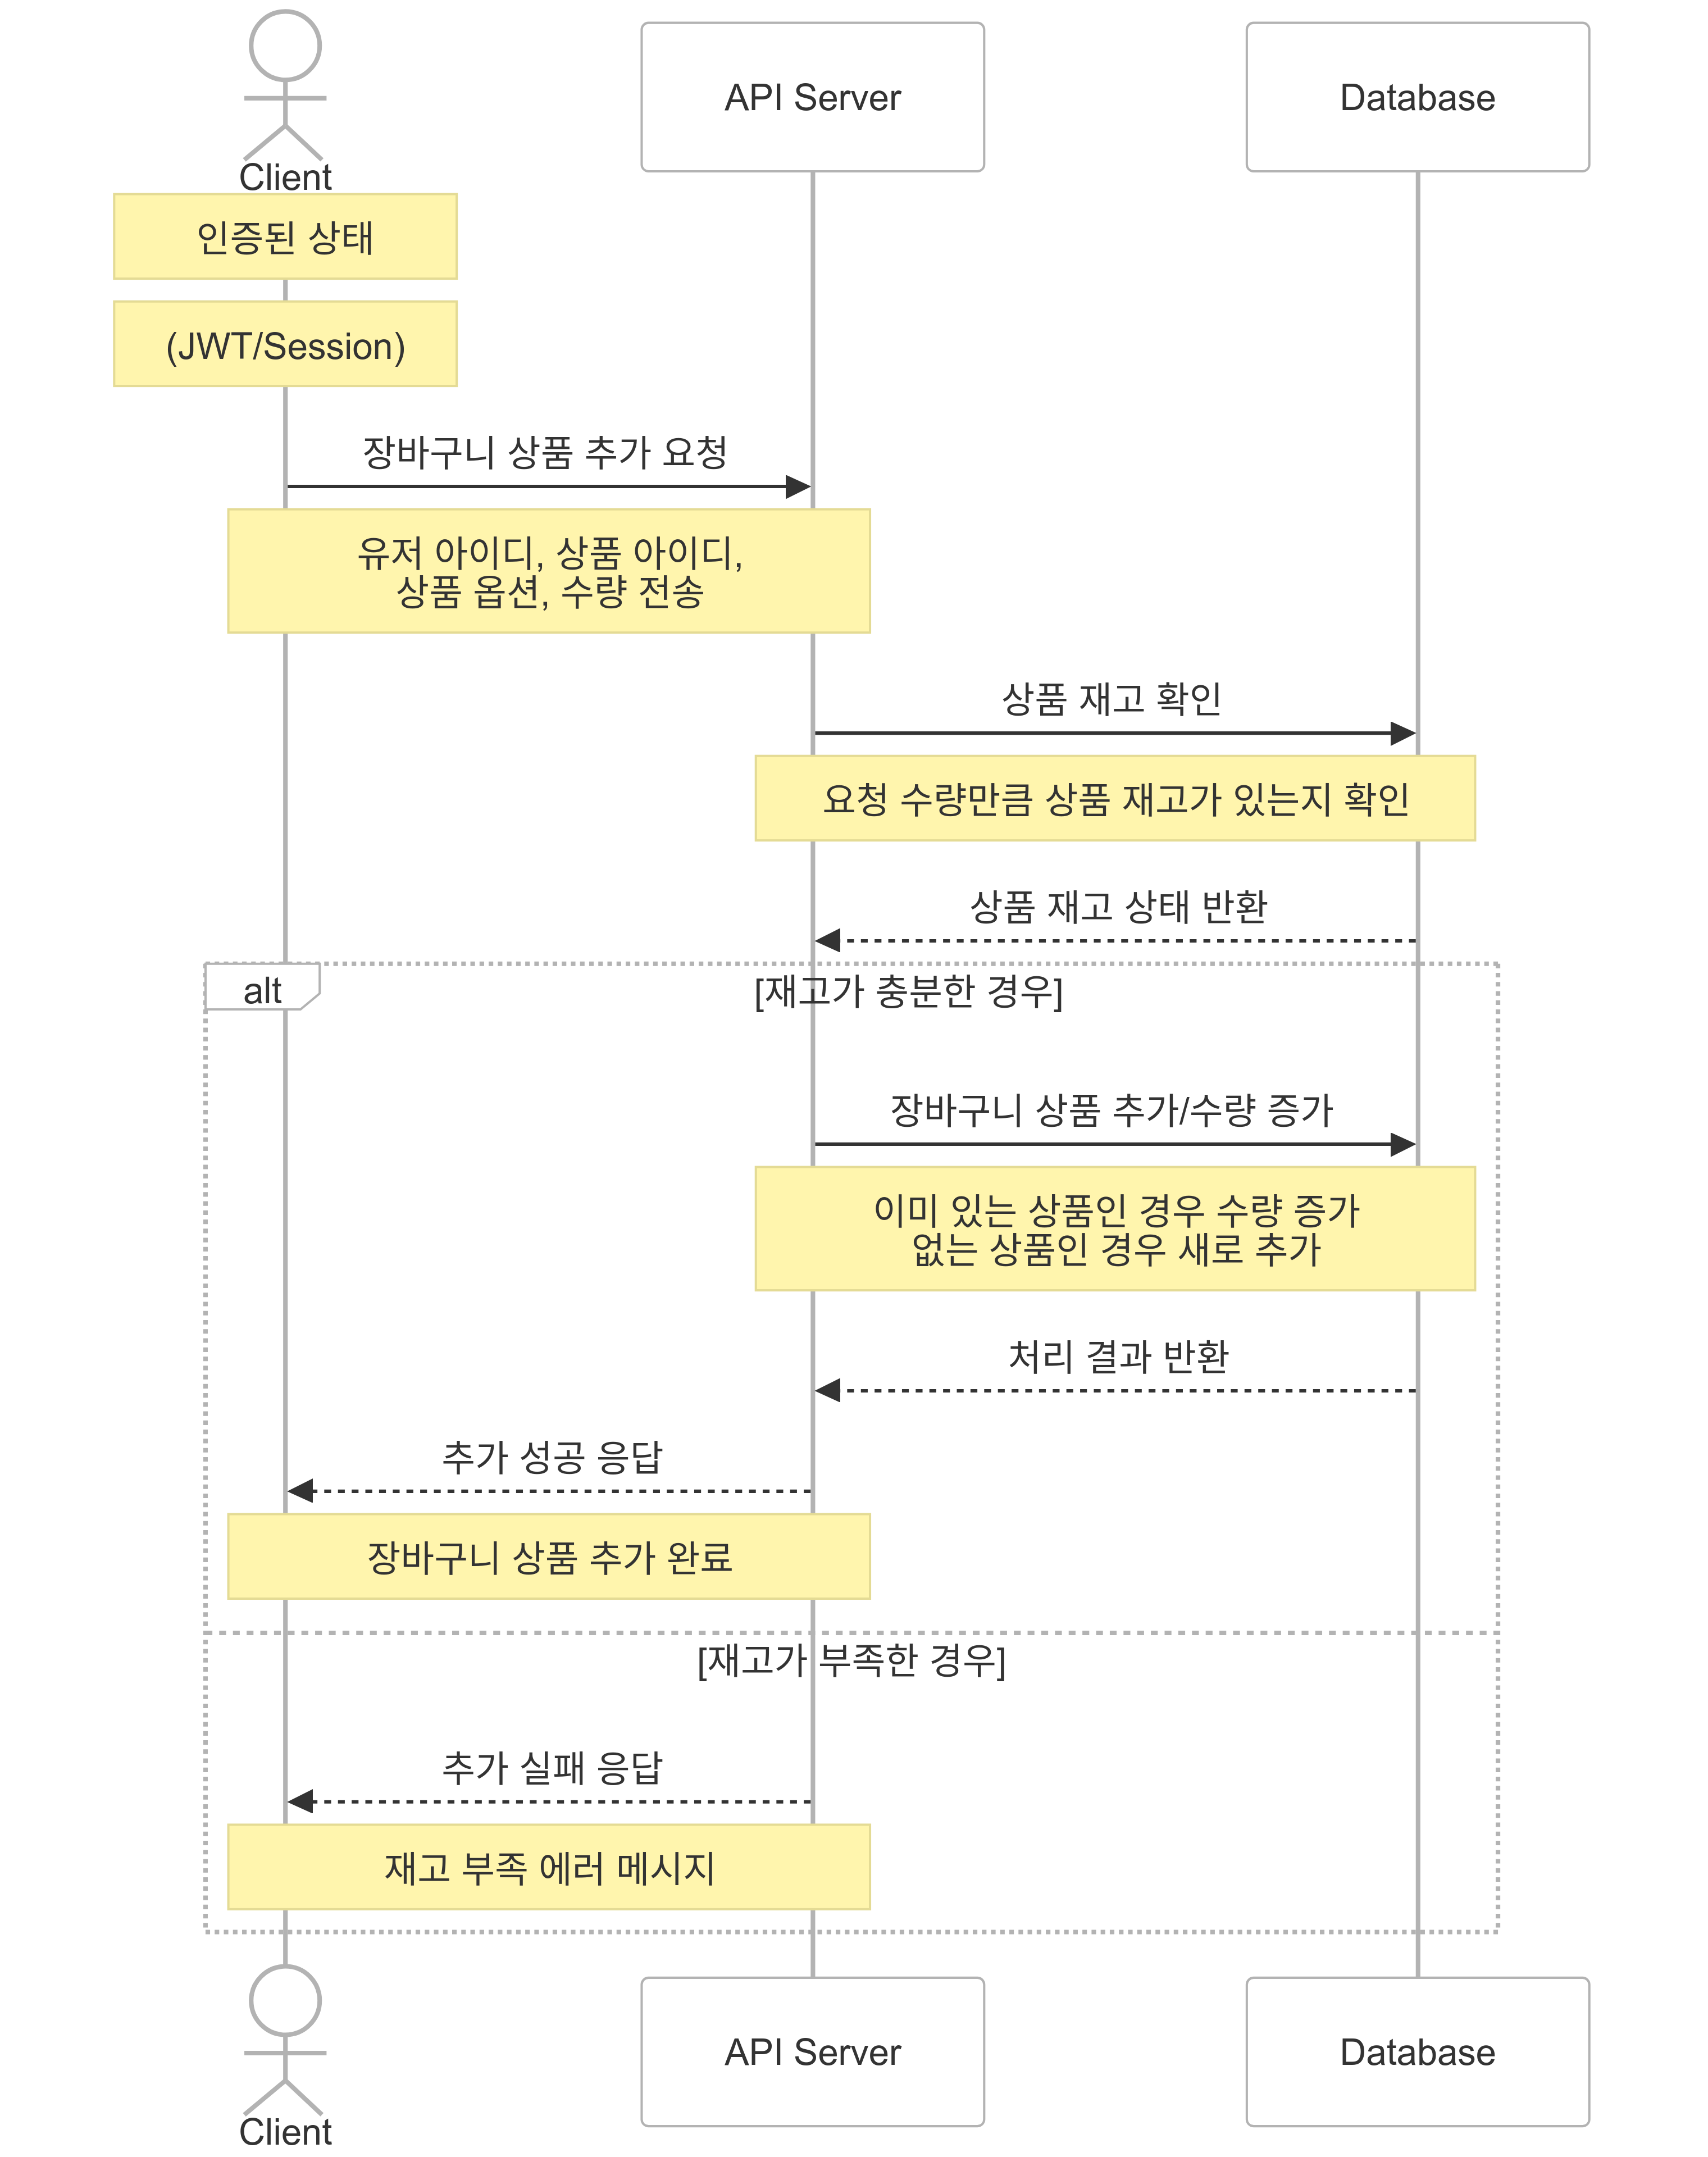 Client
API Server
Database
인증된 상태
(JWT/Session)
장바구니 상품 추가 요청
유저 아이디, 상품 아이디,
상품 옵션, 수량 전송
상품 재고 확인
요청 수량만큼 상품 재고가 있는지 확인
상품 재고 상태 반환
alt
[재고가 충분한 경우]
장바구니 상품 추가/수량 증가
이미 있는 상품인 경우 수량 증가
없는 상품인 경우 새로 추가
처리 결과 반환
추가 성공 응답
장바구니 상품 추가 완료
[재고가 부족한 경우]
추가 실패 응답
재고 부족 에러 메시지
Client
API Server
Database